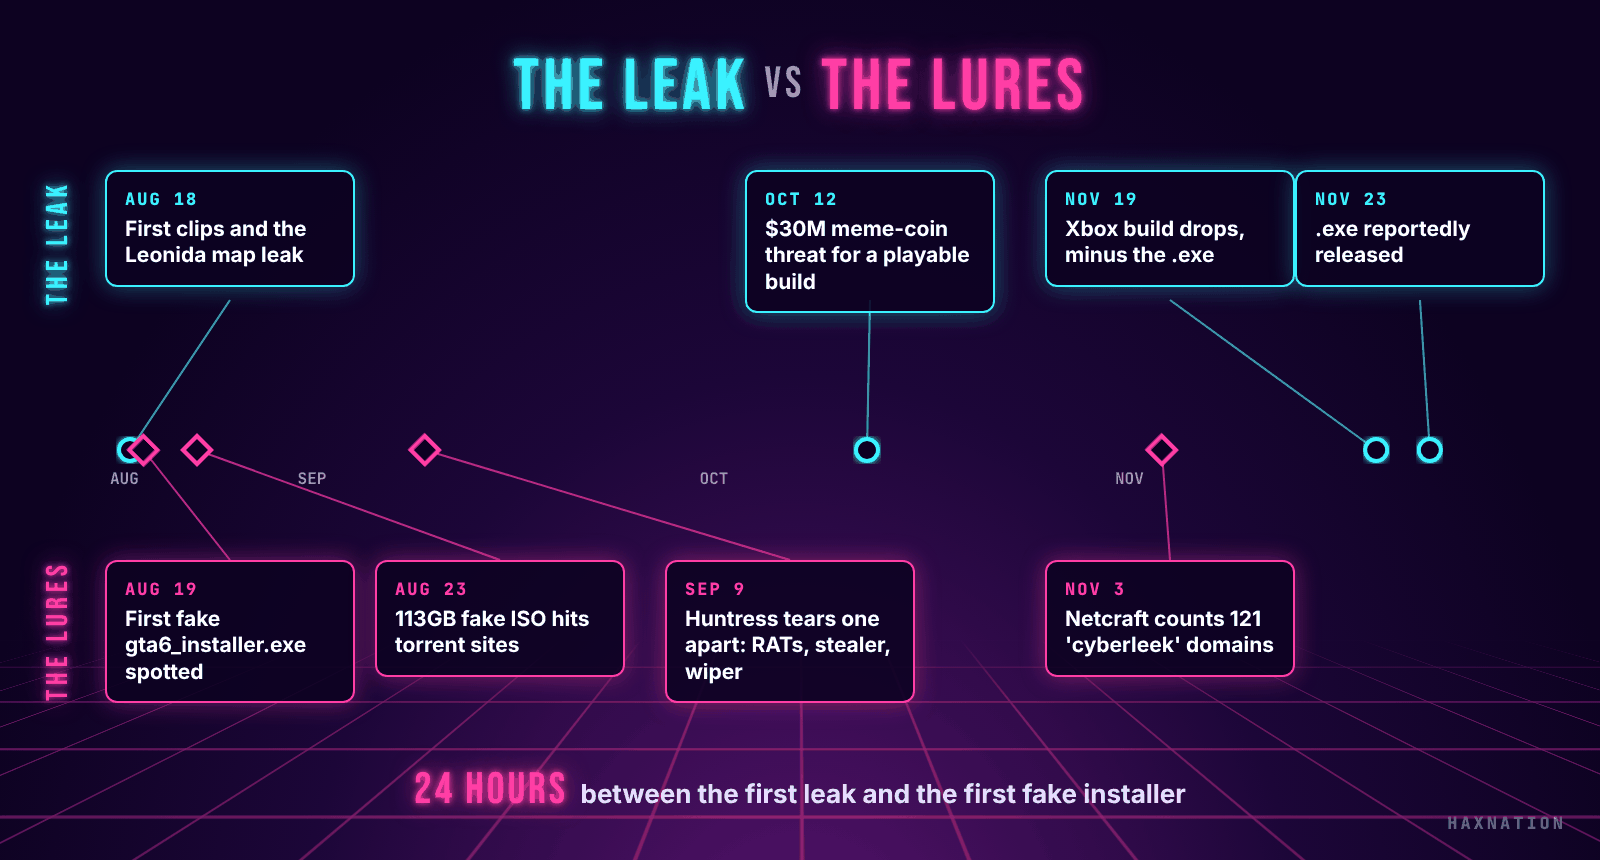 THE LEAK VS THE LURES
THE LEAK
AUG 18
First clips and the
Leonida map leak
OCT 12
$30M meme-coin
threat for a playable
build
NOV 19
Xbox build drops,
minus the .exe
NOV 23
.exe reportedly
released
AUG
SEP
OCT
NOV
THE LURES
AUG 19
First fake
gta6_installer.exe
spotted
AUG 23
113GB fake ISO hits
torrent sites
SEP 9
Huntress tears one
apart: RATs, stealer,
wiper
NOV 3
Netcraft counts 121
'cyberleek' domains
24 HOURS between the first leak and the first fake installer
HAXNATION